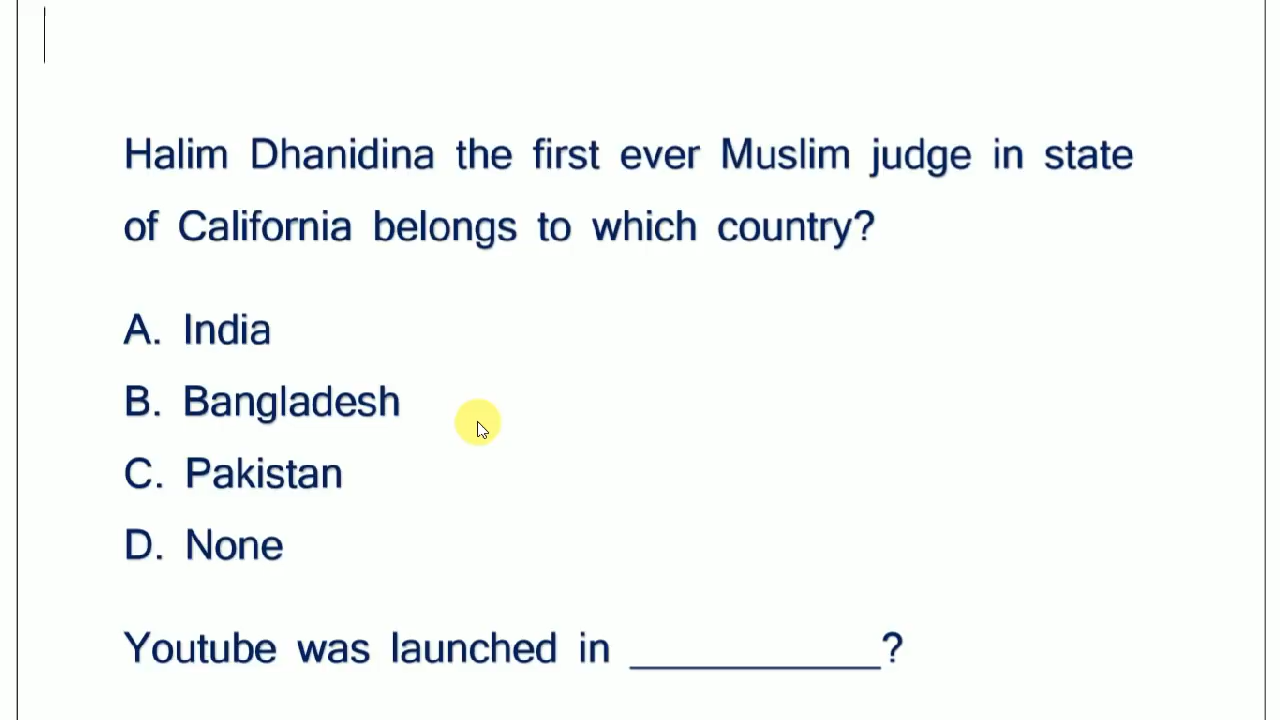 Halim Dhanidina the first ever Muslim judge in state
of California belongs to which country?
A. India
B. Bangladesh
C. Pakistan
D. None
Youtube was launched in ___________?